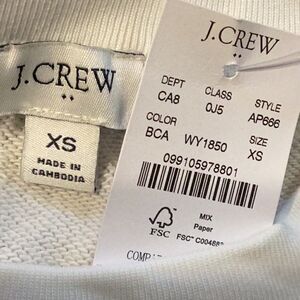 J.CREW
XS
MADE IN
CAMBODIA
J.CREW
DEPT CLASS STYLE
CA8 0J5 AP666
COLOR SIZE
BCA WY1850 XS
099105978801
FSC
MIX
Paper